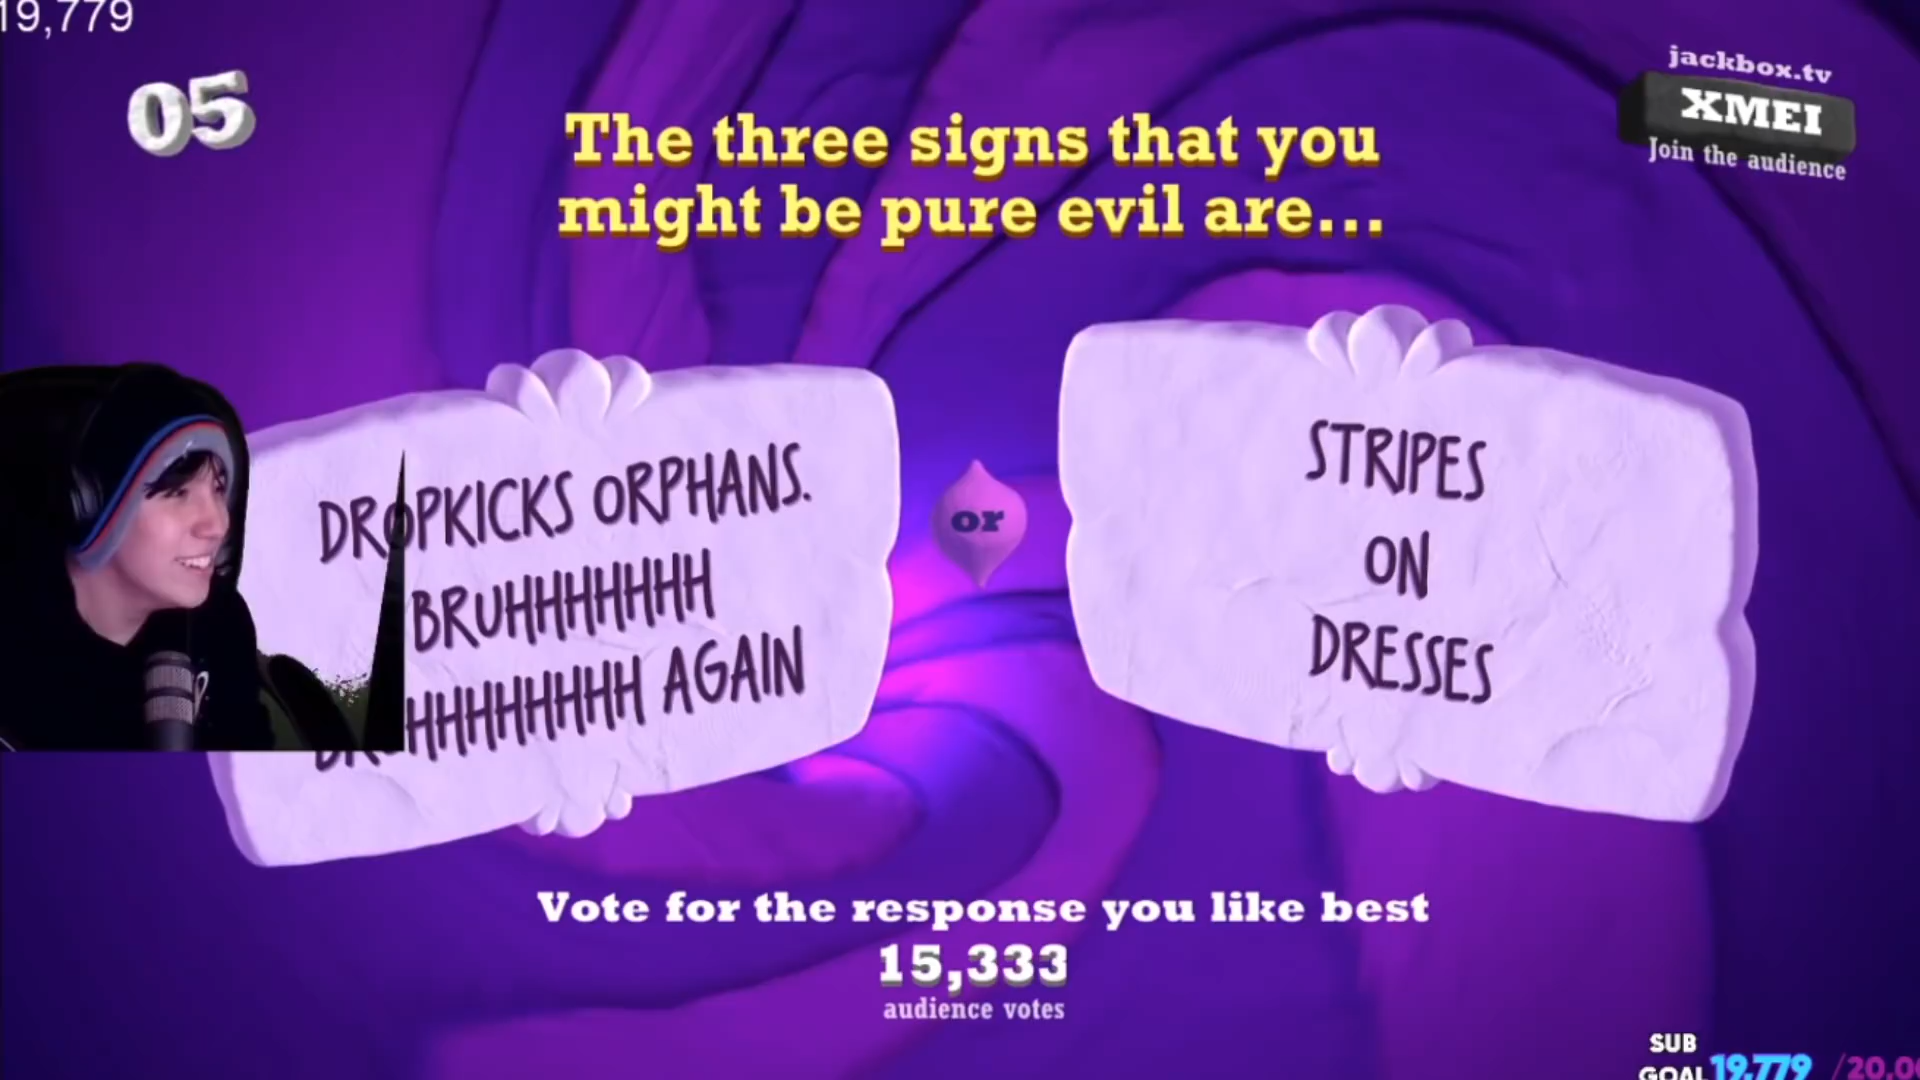 19,779
05
jackbox.tv
XMEI
Join the audience
The three signs that you
might be pure evil are...
DROPKICKS ORPHANS.
BRUHHHHHHH
AGAIN
or
STRIPES
ON
DRESSES
Vote for the response you like best
15,333
audience votes
SUB
GOAL 19,779